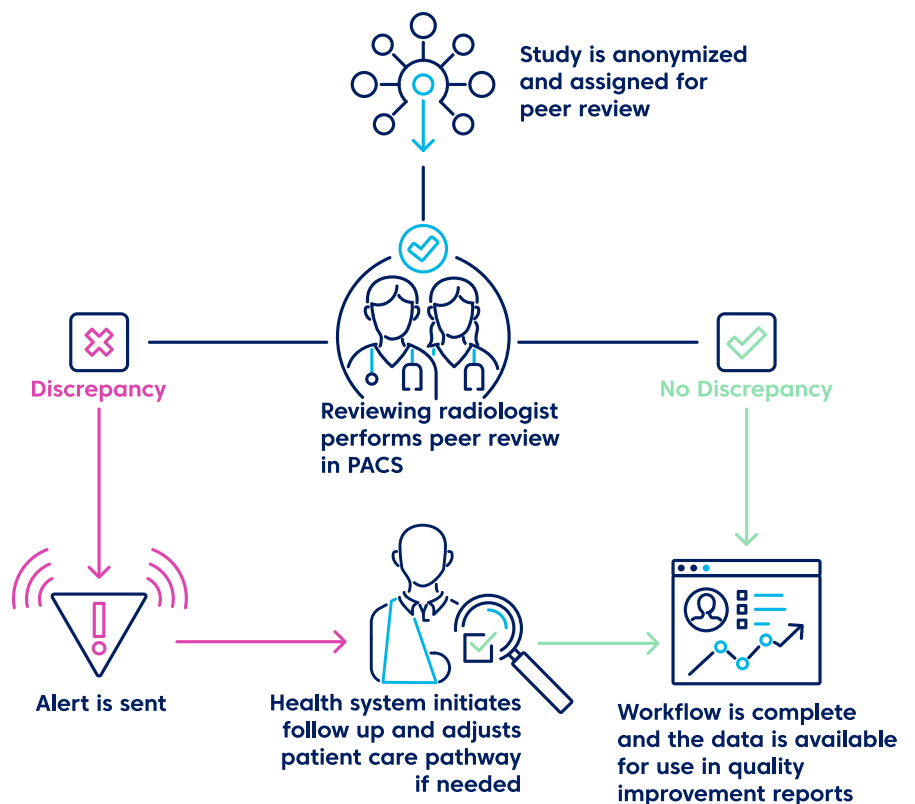 Study is anonymized
and assigned for
peer review
Discrepancy
No Discrepancy
Reviewing radiologist
performs peer review
in PACS
Alert is sent
Health system initiates
follow up and adjusts
patient care pathway
if needed
Workflow is complete
and the data is available
for use in quality
improvement reports